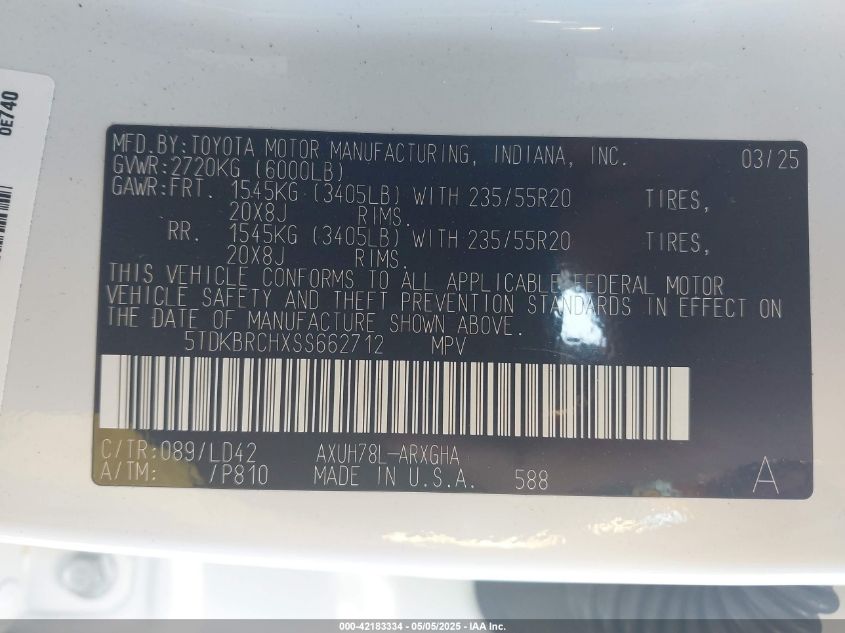 0E740
MFD.BY:TOYOTA MOTOR MANUFACTURING, INDIANA, INC. 03/25
GVWR:2720KG (6000LB)
GAWR:FRT. 1545KG (3405LB) WITH 235/55R20 TIRES,
20X8J RIMS.
RR. 1545KG (3405LB) WITH 235/55R20 TIRES,
20X8J RIMS.
THIS VEHICLE CONFORMS TO ALL APPLICABLE FEDERAL MOTOR
VEHICLE SAFETY AND THEFT PREVENTION STANDARDS IN EFFECT ON
THE DATE OF MANUFACTURE SHOWN ABOVE.
5TDKBRCHXSS662712 MPV
C/TR:089/LD42 AXUH78L-ARXGHA
A/TM: /P810 MADE IN U.S.A. 588 A
000-42183334 - 05/05/2025 - IAA Corp.